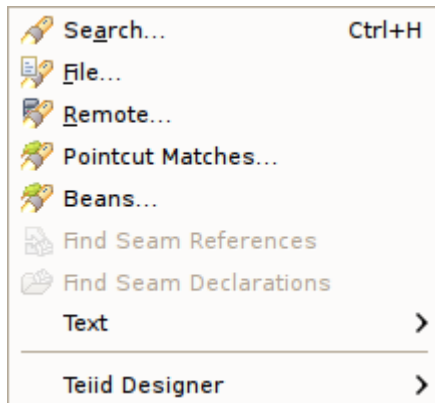 Search... Ctrl+H
File...
Remote...
Pointcut Matches...
Beans...
Find Seam References
Find Seam Declarations
Text
Teiid Designer